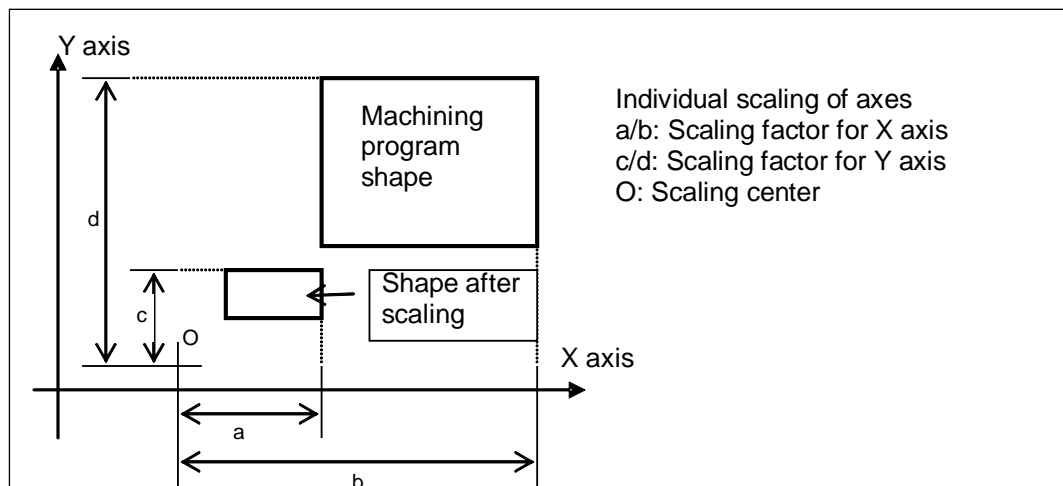 Y axis
Machining
program
shape
Individual scaling of axes
a/b: Scaling factor for X axis
c/d: Scaling factor for Y axis
O: Scaling center
d
Shape after
scaling
c
O
X axis
a
b